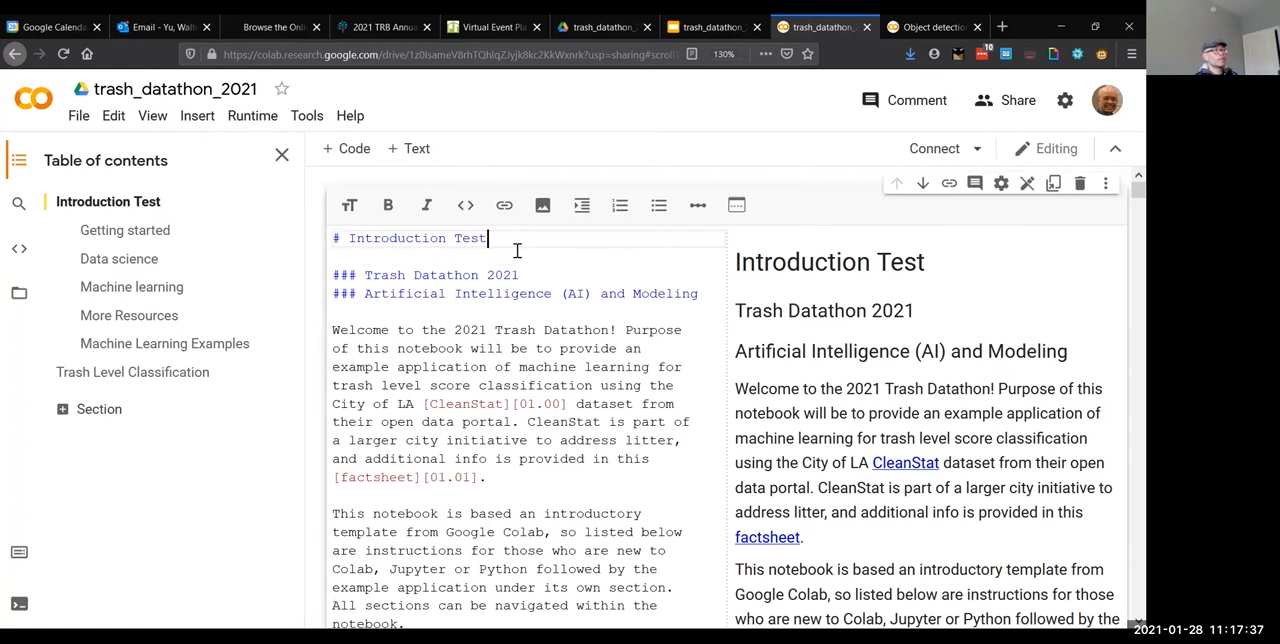 Google Calenda
Email - Yu, Walt
Browse the Onli
2021 TRB Annua
Virtual Event Pla
trash_datathon_
trash_datathon_
trash_datathon_
Object detection
https://colab.research.google.com/drive/
130%
10
trash_datathon_2021
File Edit View Insert Runtime Tools Help
Comment
Share
Table of contents
+ Code + Text
Connect
Editing
Introduction Test
Getting started
Data science
Machine learning
More Resources
Machine Learning Examples
Trash Level Classification
Section
# Introduction Test
### Trash Datathon 2021
### Artificial Intelligence (AI) and Modeling
Welcome to the 2021 Trash Datathon! Purpose
of this notebook will be to provide an
example application of machine learning for
trash level score classification using the
City of LA [CleanStat][01.00] dataset from
their open data portal. CleanStat is part of
a larger city initiative to address litter,
and additional info is provided in this
[factsheet][01.01].
This notebook is based an introductory
template from Google Colab, so listed below
are instructions for those who are new to
Colab, Jupyter or Python followed by the
example application under its own section.
All sections can be navigated within the
notebook.
Introduction Test
Trash Datathon 2021
Artificial Intelligence (AI) and Modeling
Welcome to the 2021 Trash Datathon! Purpose of this
notebook will be to provide an example application of
machine learning for trash level score classification
using the City of LA CleanStat dataset from their open
data portal. CleanStat is part of a larger city initiative to
address litter, and additional info is provided in this
factsheet.
This notebook is based an introductory template from
Google Colab, so listed below are instructions for those
who are new to Colab, Jupyter or Python followed by the
2021-01-28 11:17:37